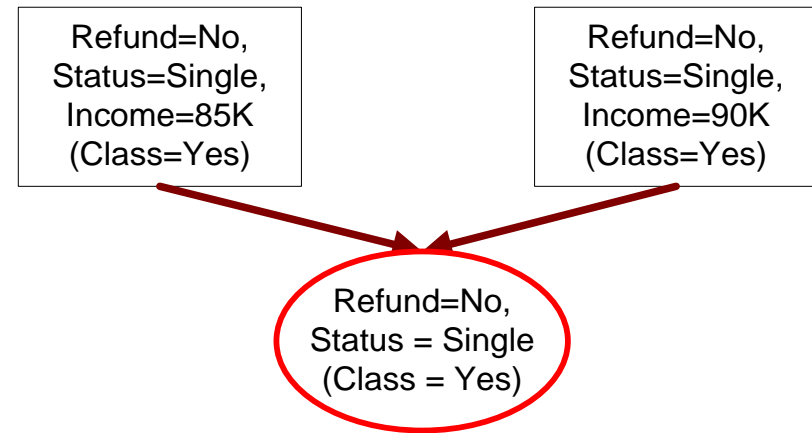 Refund=No,
Status=Single,
Income=85K
(Class=Yes)
Refund=No,
Status=Single,
Income=90K
(Class=Yes)
Refund=No,
Status = Single
(Class = Yes)